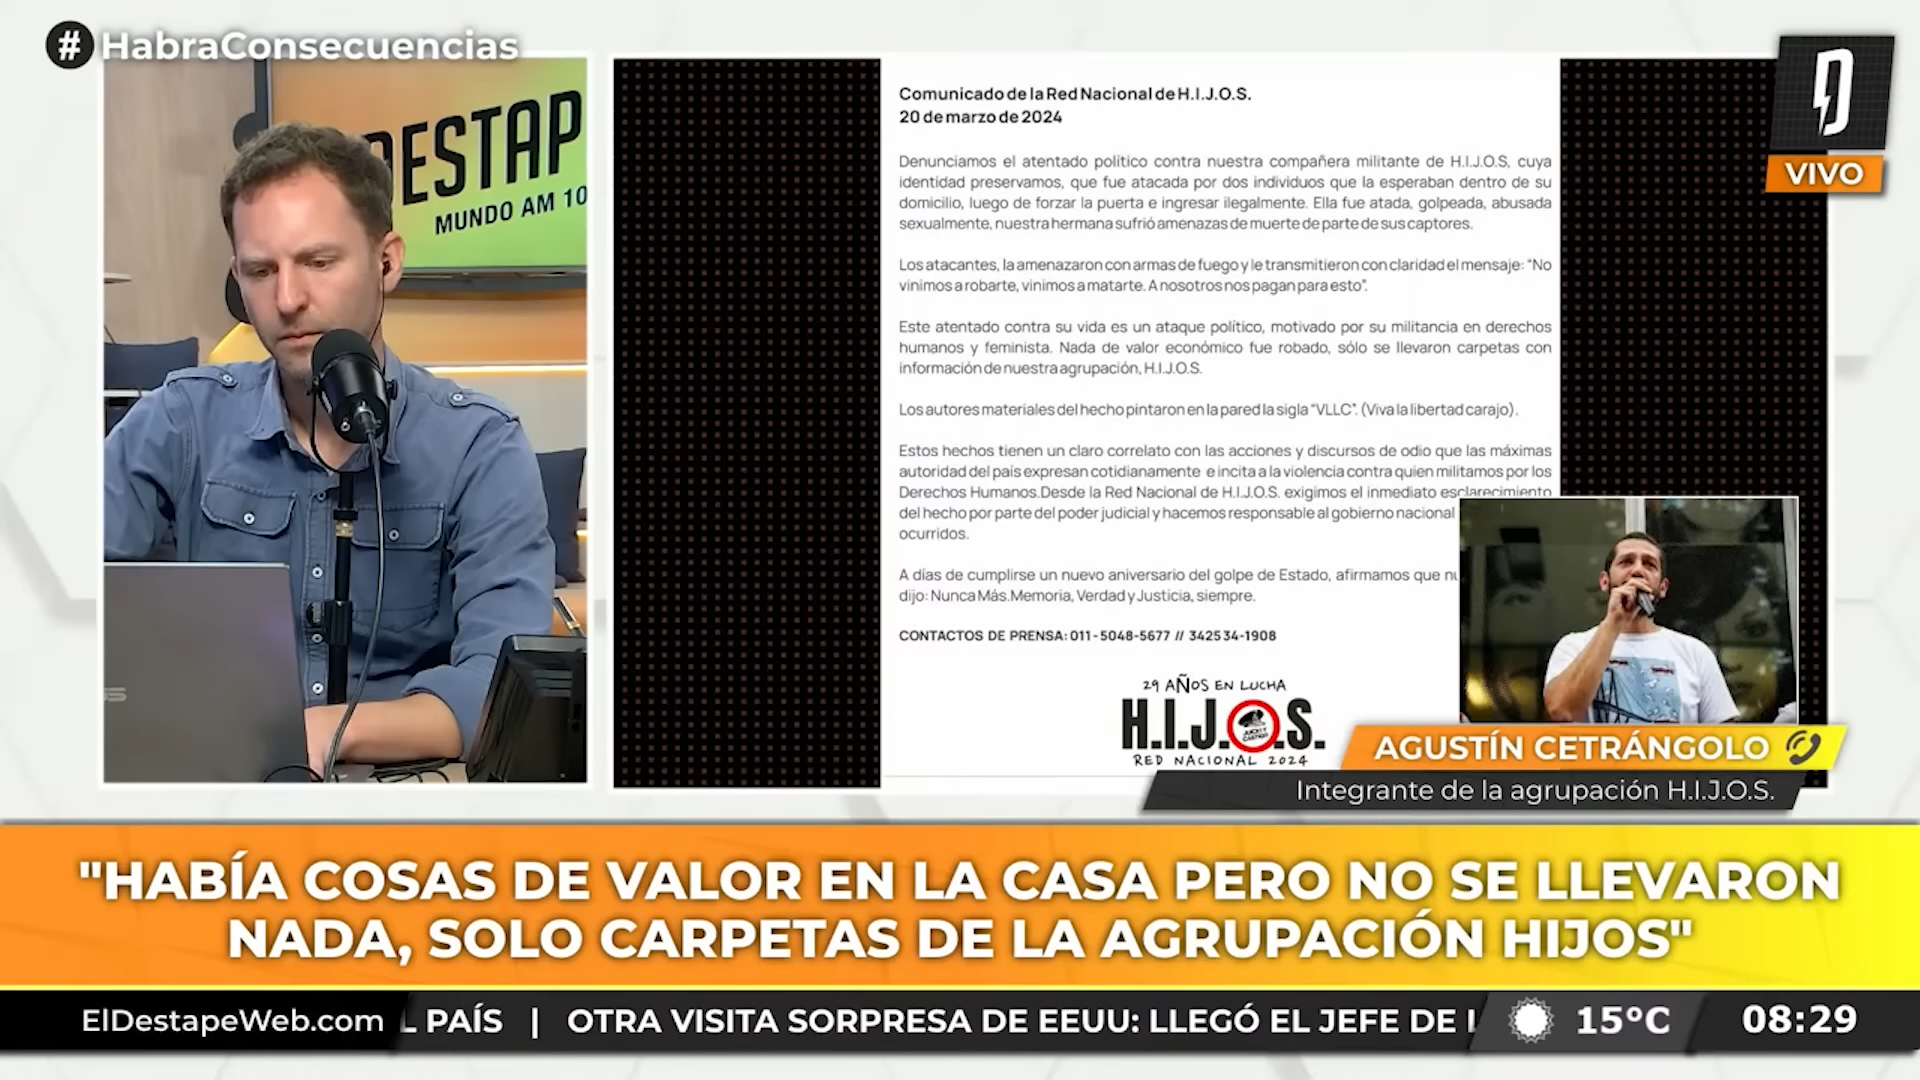 # HabraConsecuencias
DESTAP
MUNDO AM 10
Comunicado de la Red Nacional de H.I.J.O.S.
20 de marzo de 2024
Denunciamos el atentado político contra nuestra compañera militante de H.I.J.O.S, cuya
identidad preservamos, que fue atacada por dos individuos que la esperaban dentro de su
domicilio, luego de forzar la puerta e ingresar ilegalmente. Ella fue atada, golpeada, abusada
sexualmente, nuestra hermana sufrió amenazas de muerte de parte de sus captores.
Los atacantes, la amenazaron con armas de fuego y le transmitieron con claridad el mensaje: “No
vinimos a robarte, vinimos a matarte. A nosotros nos pagan para esto”.
Este atentado contra su vida es un ataque político, motivado por su militancia en derechos
humanos y feminista. Nada de valor económico fue robado, sólo se llevaron carpetas con
información de nuestra agrupación, H.I.J.O.S.
Los autores materiales del hecho pintaron en la pared la sigla “VLLC”. (Viva la libertad carajo).
Estos hechos tienen un claro correlato con las acciones y discursos de odio que las máximas
autoridad del país expresan cotidianamente e incita a la violencia contra quien militamos por los
Derechos Humanos.Desde la Red Nacional de H.I.J.O.S. exigimos el inmediato esclarecimiento
del hecho por parte del poder judicial y hacemos responsable al gobierno nacional
ocurridos.
A días de cumplirse un nuevo aniversario del golpe de Estado, afirmamos que nu
dijo: Nunca Más.Memoria, Verdad y Justicia, siempre.
CONTACTOS DE PRENSA: 011-5048-5677 // 342534-1908
29 AÑOS EN LUCHA
H.I.J.O.S.
JUICIO Y
CASTIGO
RED NACIONAL 2024
VIVO
AGUSTÍN CETRÁNGOLO
Integrante de la agrupación H.I.J.O.S.
"HABÍA COSAS DE VALOR EN LA CASA PERO NO SE LLEVARON
NADA, SOLO CARPETAS DE LA AGRUPACIÓN HIJOS"
ElDestapeWeb.com
L PAÍS | OTRA VISITA SORPRESA DE EEUU: LLEGÓ EL JEFE DE L
15°C
08:29